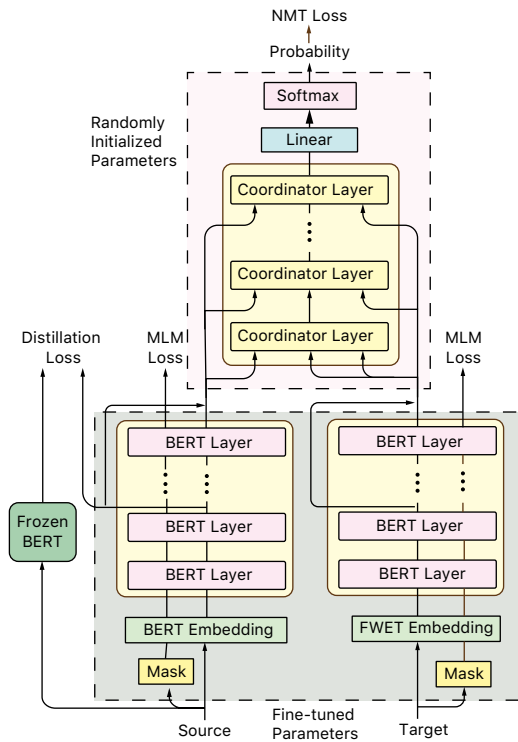 NMT Loss
Probability
Softmax
Randomly
Initialized
Parameters
Linear
Coordinator Layer
Coordinator Layer
Coordinator Layer
Distillation
Loss
MLM
Loss
MLM
Loss
BERT Layer
BERT Layer
BERT Layer
BERT Layer
BERT Layer
BERT Layer
Frozen
BERT
BERT Embedding
FWET Embedding
Mask
Mask
Source
Fine-tuned
Parameters
Target